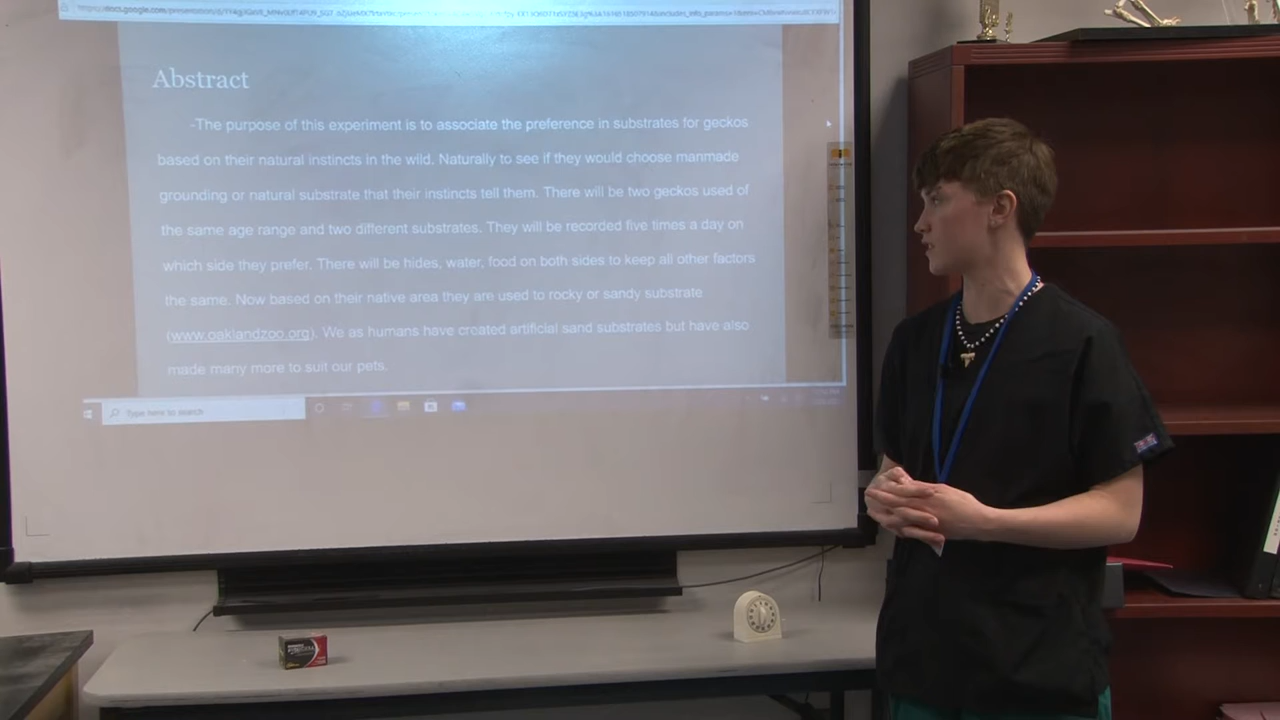 Abstract
-The purpose of this experiment is to associate the preference in substrates for geckos
based on their natural instincts in the wild. Naturally to see if they would choose manmade
grounding or natural substrate that their instincts tell them. There will be two geckos used of
the same age range and two different substrates. They will be recorded five times a day on
which side they prefer. There will be hides, water, food on both sides to keep all other factors
the same. Now based on their native area they are used to rocky or sandy substrate
(www.oaklandzoo.org). We as humans have created artificial sand substrates but have also
made many more to suit our pets.
Type here to search